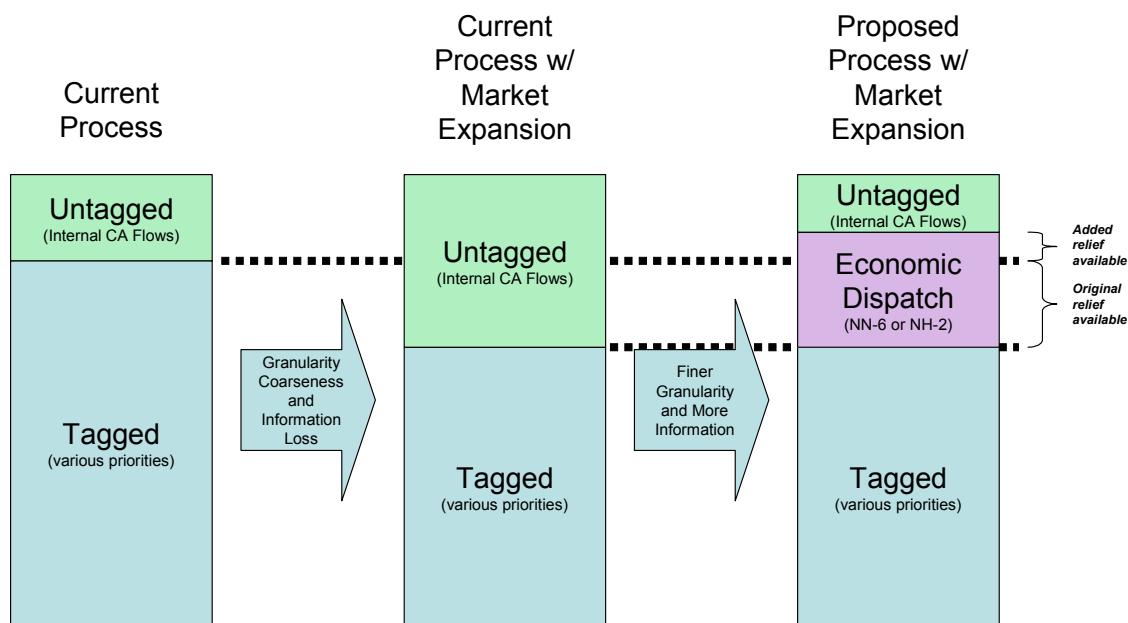 Current
Process
Current
Process w/
Market
Expansion
Proposed
Process w/
Market
Expansion
Untagged
(Internal CA Flows)
Tagged
(various priorities)
Granularity
Coarseness
and
Information
Loss
Untagged
(Internal CA Flows)
Tagged
(various priorities)
Finer
Granularity
and More
Information
Untagged
(Internal CA Flows)
Economic
Dispatch
(NN-6 or NH-2)
Tagged
(various priorities)
Added
relief
available
Original
relief
available